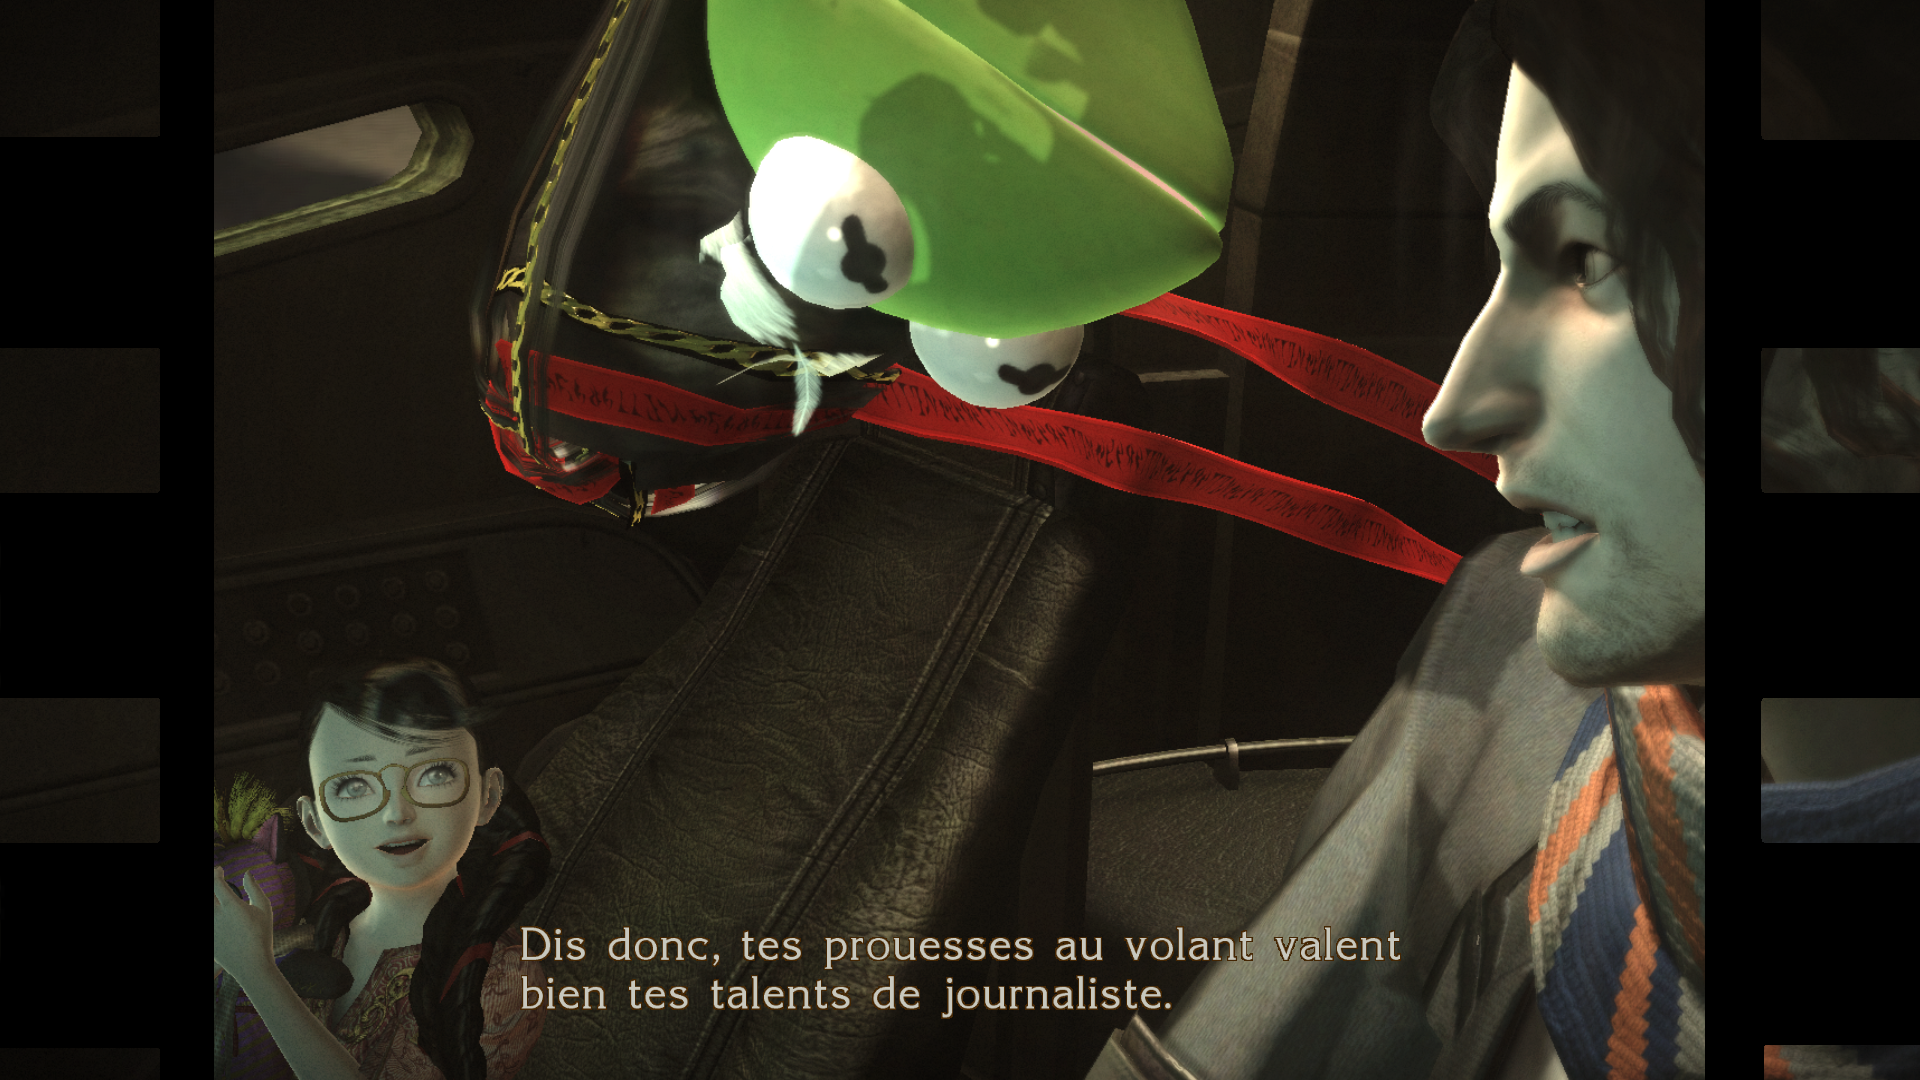 Dis donc, tes prouesses au volant valent
bien tes talents de journaliste.